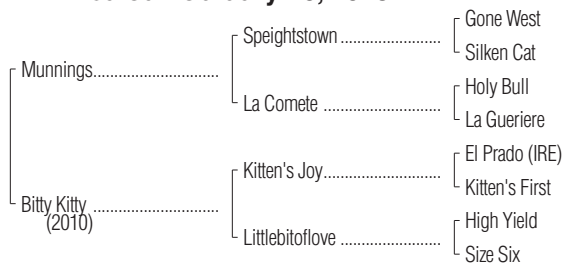 Gone West
Speightstown
Silken Cat
Munnings
Holy Bull
La Comete
La Gueriere
El Prado (IRE)
Kitten's Joy
Kitten's First
Bitty Kitty
(2010)
High Yield
Littlebitoflove
Size Six